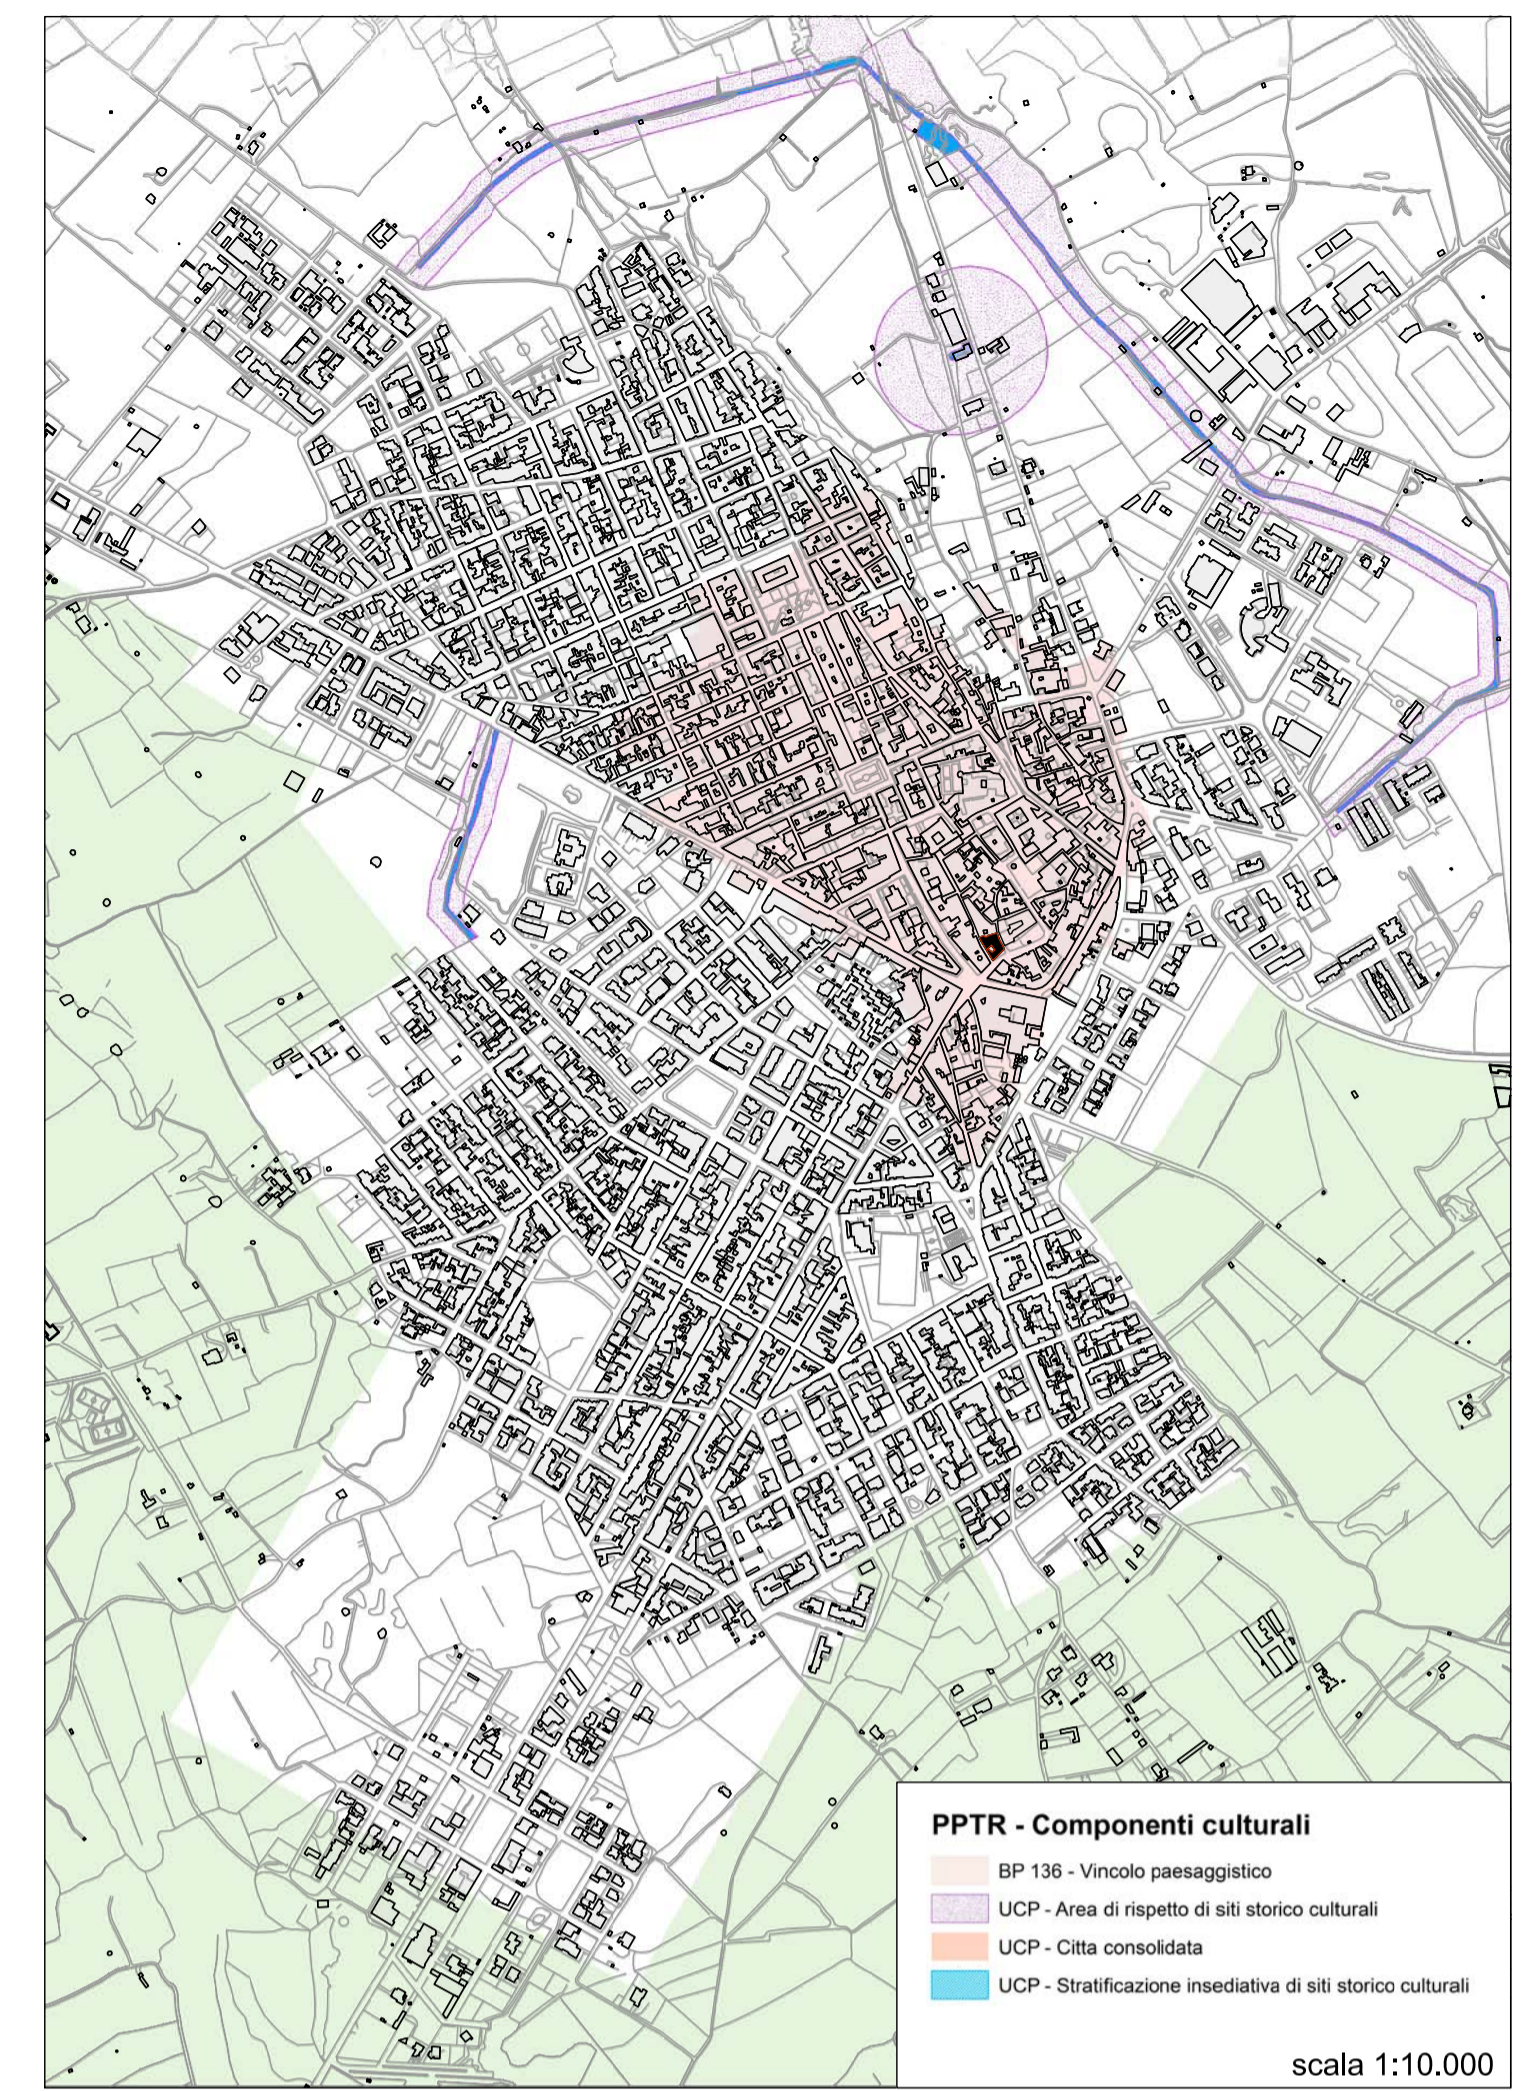 PPTR - Componenti culturali
BP 136 - Vincolo paesaggistico
UCP - Area di rispetto di siti storico culturali
UCP - Citta consolidata
UCP - Stratificazione insediativa di siti storico culturali
scala 1:10.000